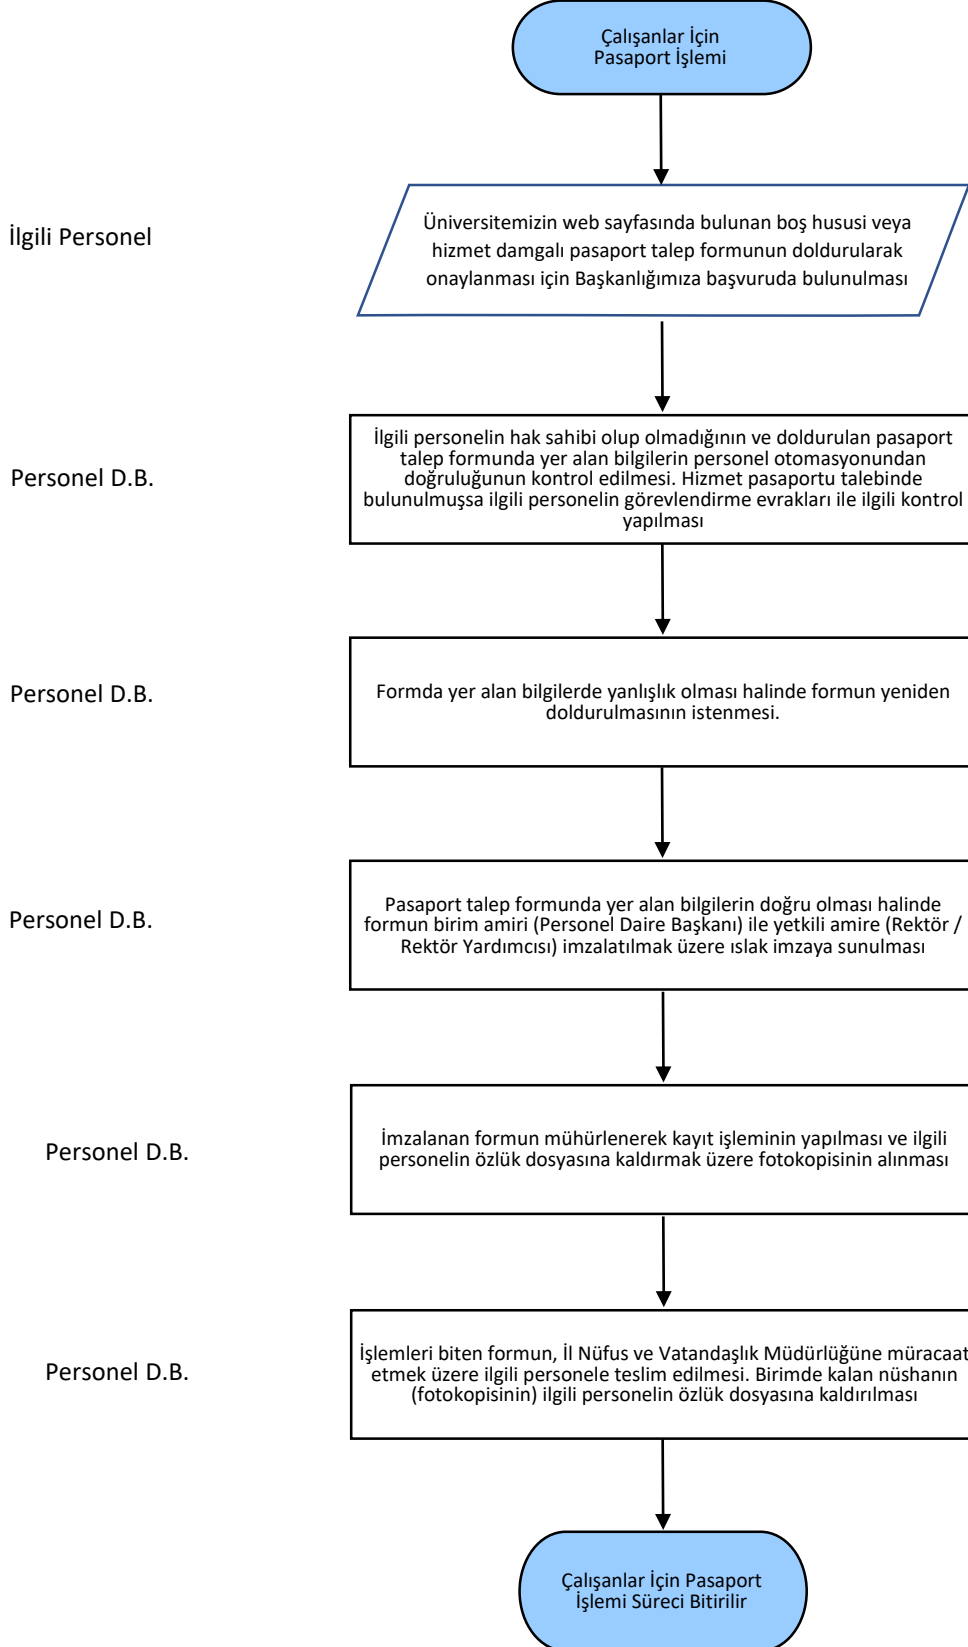 Çalışanlar İçin
Pasaport İşlemi
İlgili Personel
Üniversitemizin web sayfasında bulunan boş hususi veya
hizmet damgalı pasaport talep formunun doldurularak
onaylanması için Başkanlığımıza başvuruda bulunulması
Personel D.B.
İlgili personelin hak sahibi olup olmadığının ve doldurulan pasaport
talep formunda yer alan bilgilerin personel otomasyonundan
doğruluğunun kontrol edilmesi. Hizmet pasaportu talebinde
bulunulmuşsa ilgili personelin görevlendirme evrakları ile ilgili kontrol
yapılması
Personel D.B.
Formda yer alan bilgilerde yanlışlık olması halinde formun yeniden
doldurulmasının istenmesi.
Personel D.B.
Pasaport talep formunda yer alan bilgilerin doğru olması halinde
formun birim amiri (Personel Daire Başkanı) ile yetkili amire (Rektör /
Rektör Yardımcısı) imzalatılmak üzere ıslak imzaya sunulması
Personel D.B.
İmzalanan formun mühürlenerek kayıt işleminin yapılması ve ilgili
personelin özlük dosyasına kaldırmak üzere fotokopisinin alınması
Personel D.B.
İşlemleri biten formun, İl Nüfus ve Vatandaşlık Müdürlüğüne müracaat
etmek üzere ilgili personele teslim edilmesi. Birimde kalan nüshanın
(fotokopisinin) ilgili personelin özlük dosyasına kaldırılması
Çalışanlar İçin Pasaport
İşlemi Süreci Bitirilir